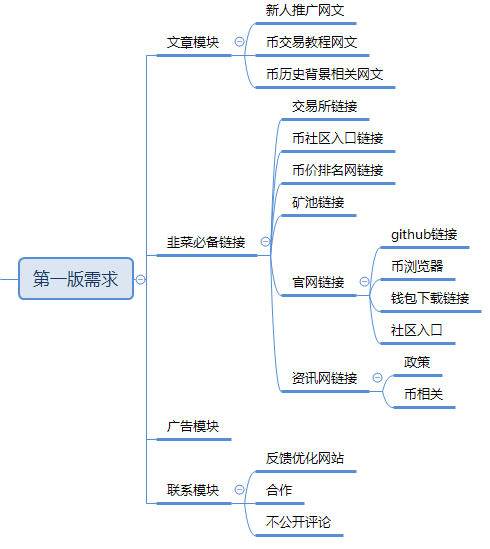 第一版需求
文章模块
新人推广网文
币交易教程网文
币历史背景相关网文
韭菜必备链接
交易所链接
币社区入口链接
币价排名网链接
矿池链接
官网链接
github链接
币浏览器
钱包下载链接
社区入口
资讯网链接
政策
币相关
广告模块
联系模块
反馈优化网站
合作
不公开评论